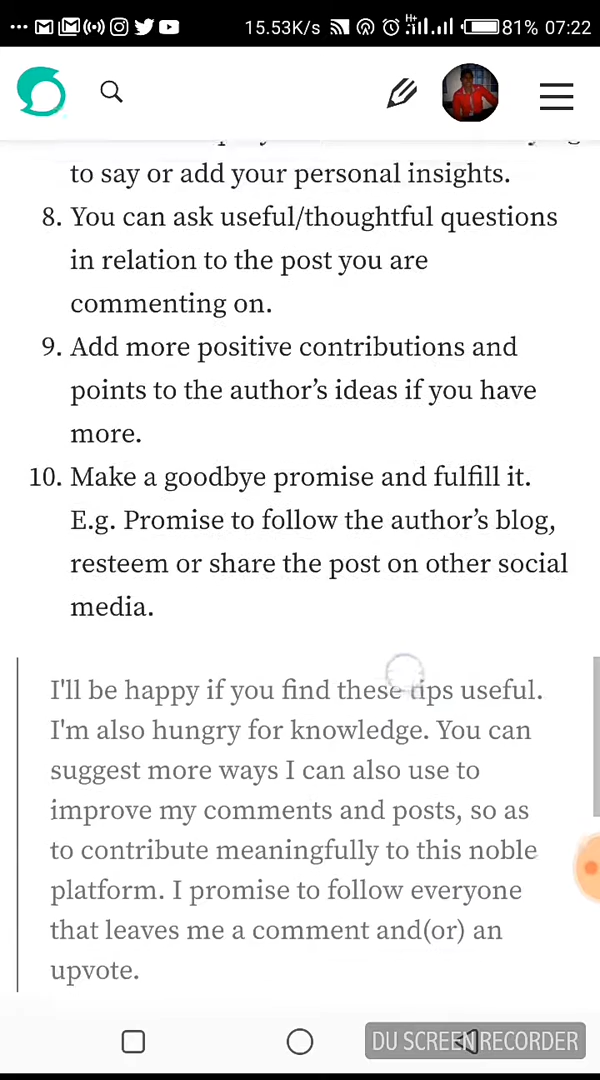 15.53K/s H+ 81% 07:22
to say or add your personal insights.
8. You can ask useful/thoughtful questions
in relation to the post you are
commenting on.
9. Add more positive contributions and
points to the author’s ideas if you have
more.
10. Make a goodbye promise and fulfill it.
E.g. Promise to follow the author’s blog,
resteem or share the post on other social
media.
I'll be happy if you find these tips useful.
I'm also hungry for knowledge. You can
suggest more ways I can also use to
improve my comments and posts, so as
to contribute meaningfully to this noble
platform. I promise to follow everyone
that leaves me a comment and(or) an
upvote.
DU SCREEN RECORDER